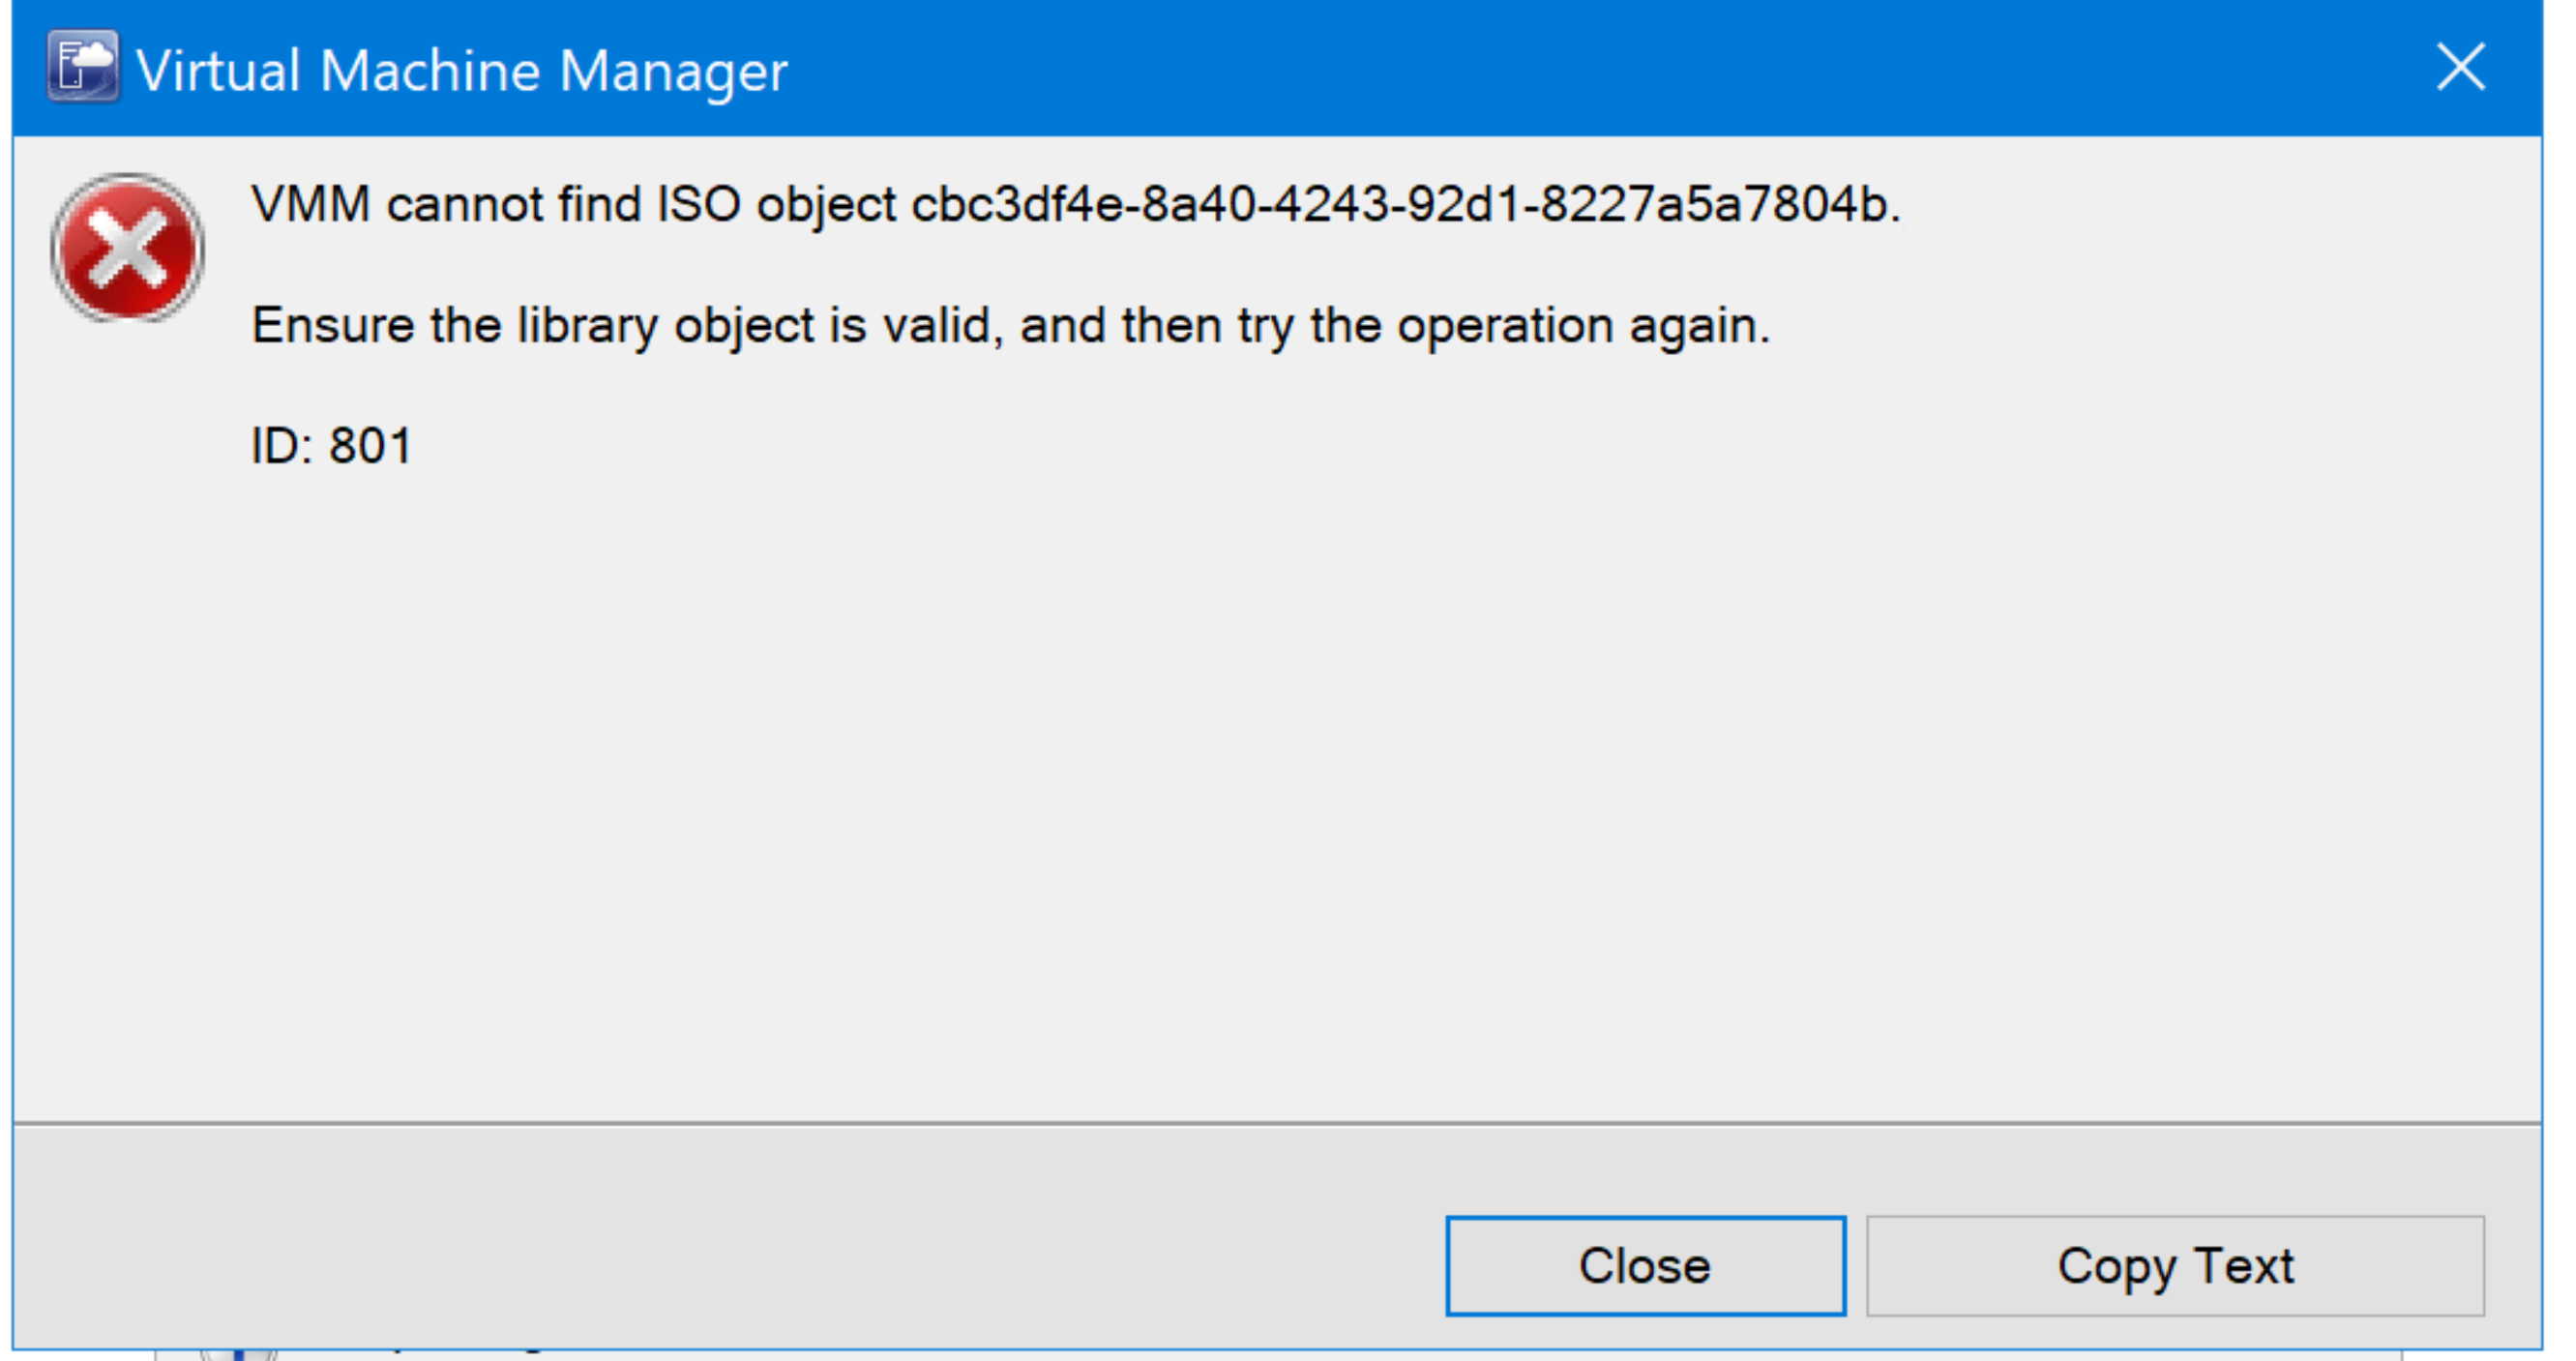 Virtual Machine Manager
VMM cannot find ISO object cbc3df4e-8a40-4243-92d1-8227a5a7804b.
Ensure the library object is valid, and then try the operation again.
ID: 801
Close
Copy Text